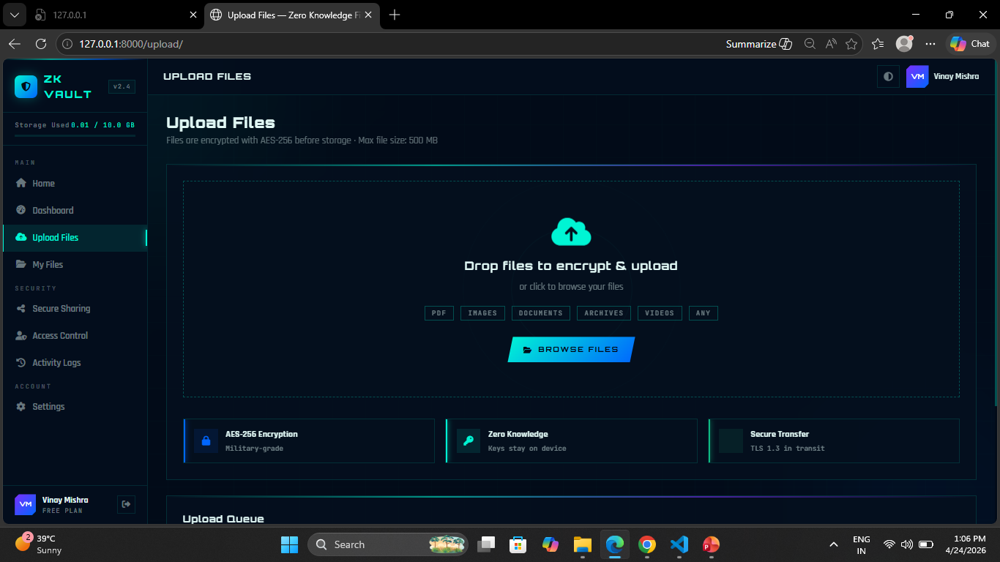 127.0.0.1
Upload Files — Zero Knowledge Fi
127.0.0.1:8000/upload/
Summarize
Chat
ZK VAULT
v2.4
Storage Used 0.01 / 10.0 GB
MAIN
Home
Dashboard
Upload Files
My Files
SECURITY
Secure Sharing
Access Control
Activity Logs
ACCOUNT
Settings
VM
Vinay Mishra
FREE PLAN
UPLOAD FILES
VM
Vinay Mishra
Upload Files
Files are encrypted with AES-256 before storage · Max file size: 500 MB
Drop files to encrypt & upload
or click to browse your files
PDF IMAGES DOCUMENTS ARCHIVES VIDEOS ANY
BROWSE FILES
AES-256 Encryption
Military-grade
Zero Knowledge
Keys stay on device
Secure Transfer
TLS 1.3 in transit
Upload Queue
2
39°C
Sunny
Search
P
ENG
IN
1:06 PM
4/24/2026